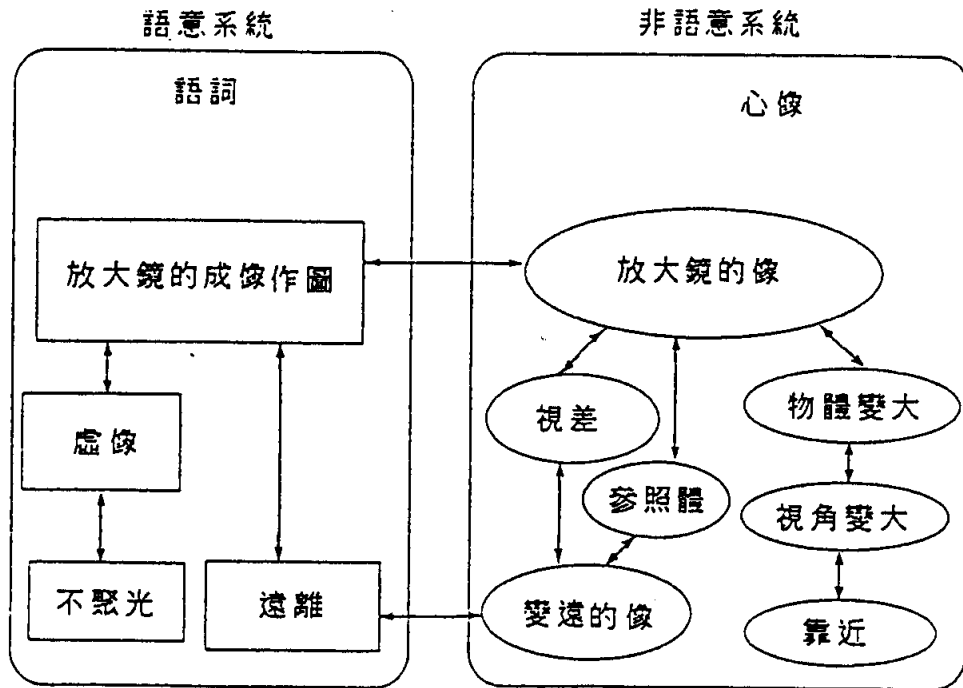 語意系統
非語意系統
語詞
心像
放大鏡的成像作圖
放大鏡的像
視差
物體變大
虛像
參照體
視角變大
不聚光
遠離
變遠的像
靠近